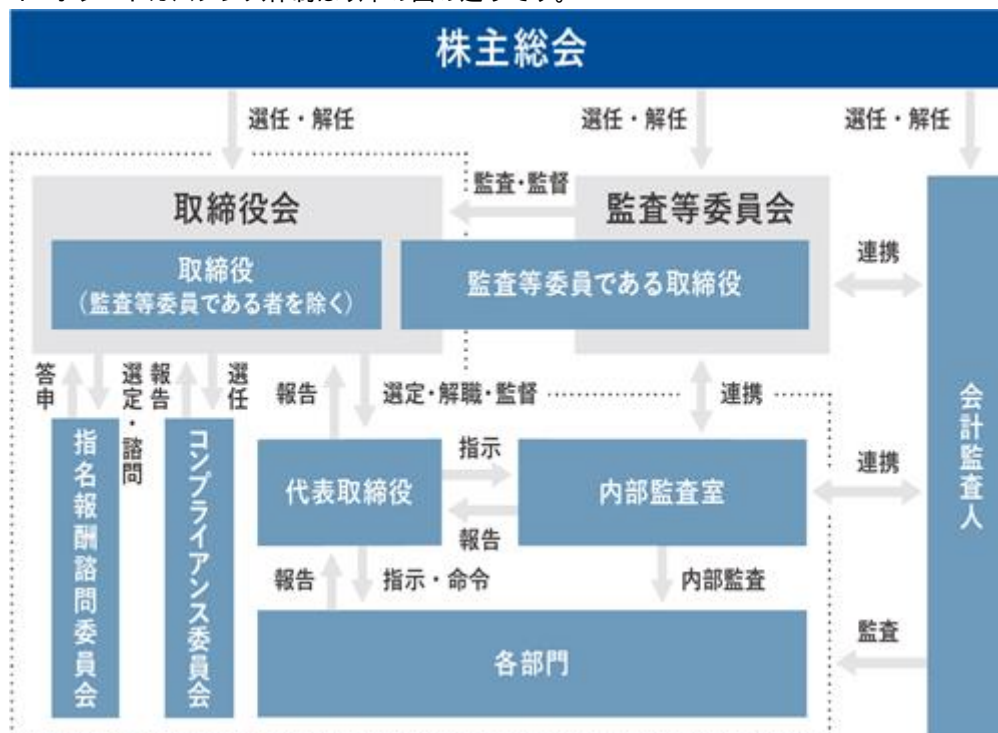 株主総会
選任・解任
選任・解任
選任・解任
取締役会
監査・監督
監査等委員会
取締役
(監査等委員である者を除く)
監査等委員である取締役
連携
答申
選定・諮問
報告
選任
報告
選定・解職・監督
連携
指名報酬諮問委員会
コンプライアンス委員会
代表取締役
指示
報告
内部監査室
連携
会計監査人
報告
指示・命令
内部監査
各部門
監査